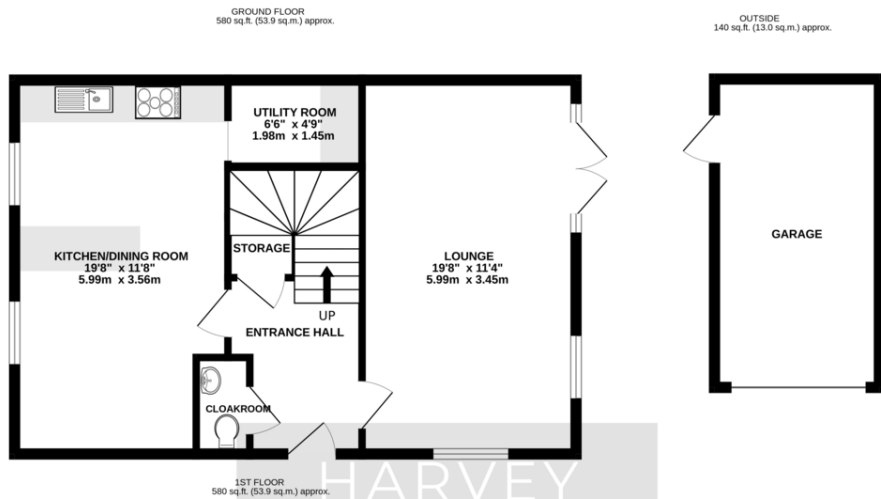 GROUND FLOOR
580 sq.ft. (53.9 sq.m.) approx.
OUTSIDE
140 sq.ft. (13.0 sq.m.) approx.
UTILITY ROOM
6'6" x 4'9"
1.98m x 1.45m
STORAGE
KITCHEN/DINING ROOM
19'8" x 11'8"
5.99m x 3.56m
LOUNGE
19'8" x 11'4"
5.99m x 3.45m
GARAGE
UP
ENTRANCE HALL
CLOAKROOM
1ST FLOOR
580 sq.ft. (53.9 sq.m.) approx.
HARVEY